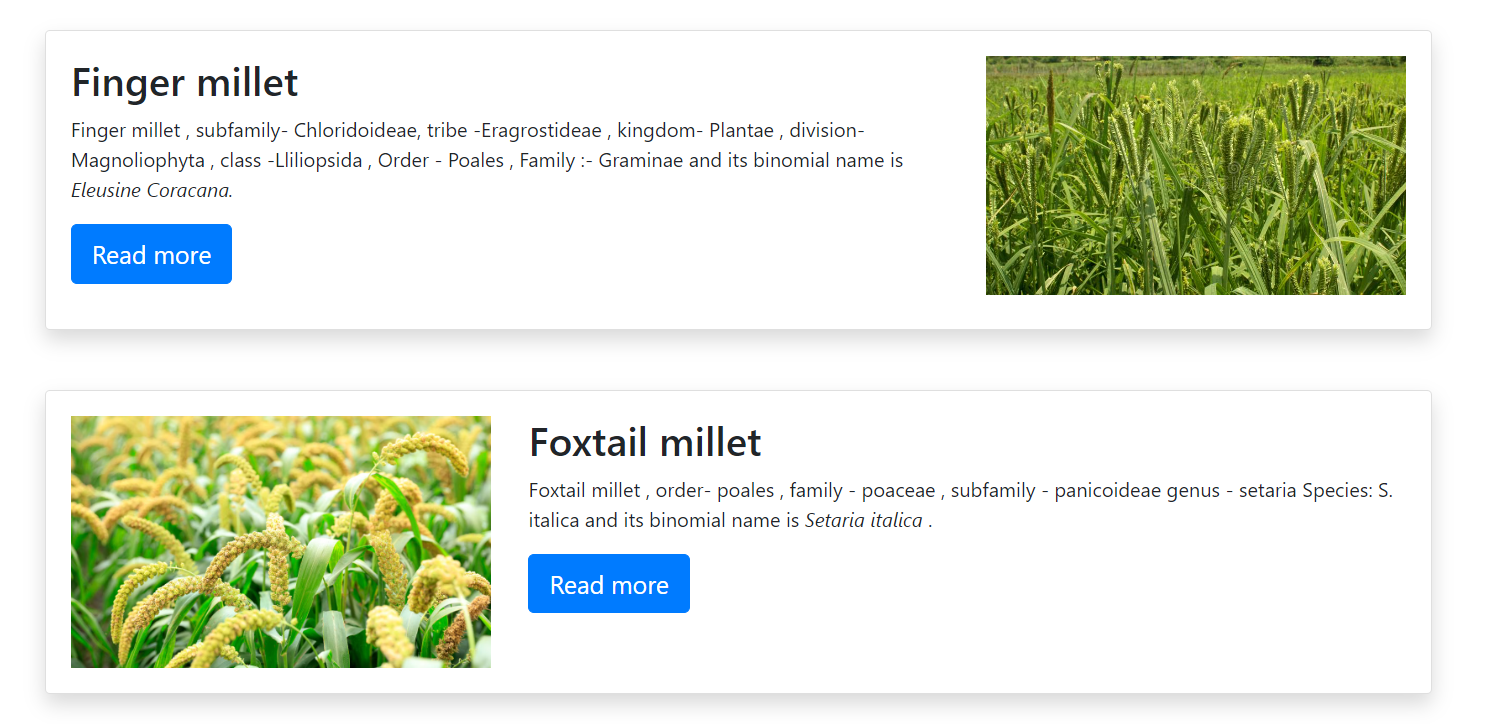 Finger millet
Finger millet , subfamily- Chloridoideae, tribe -Eragrostideae , kingdom- Plantae , division-
Magnoliophyta , class -Lliliopsida , Order - Poales , Family :- Graminae and its binomial name is
Eleusine Coracana.
Read more
Foxtail millet
Foxtail millet , order- poales , family - poaceae , subfamily - panicoideae genus - setaria Species: S.
italica and its binomial name is Setaria italica .
Read more